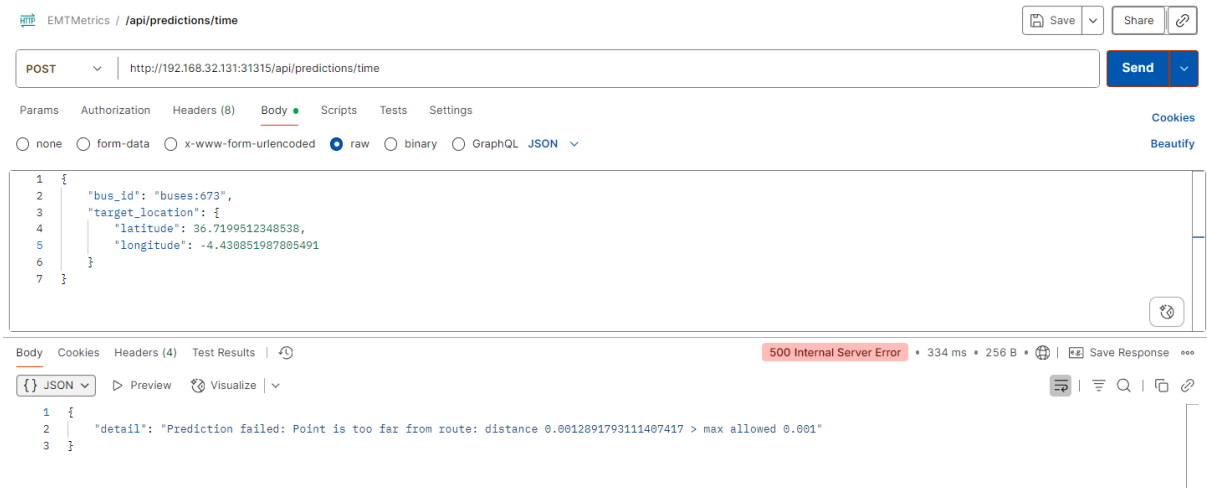 HTTP EMTMetrics / /api/predictions/time Save Share
POST http://192.168.32.131:31315/api/predictions/time Send
Params Authorization Headers (8) Body Scripts Tests Settings Cookies
none form-data x-www-form-urlencoded raw binary GraphQL JSON Beautify
1 {
2 "bus_id": "buses:673",
3 "target_location": {
4 "latitude": 36.7199512348538,
5 "longitude": -4.430851987805491
6 }
7 }
Body Cookies Headers (4) Test Results 500 Internal Server Error • 334 ms • 256 B • e.g. Save Response
{} JSON Preview Visualize
1 {
2 "detail": "Prediction failed: Point is too far from route: distance 0.0012891793111407417 > max allowed 0.001"
3 }